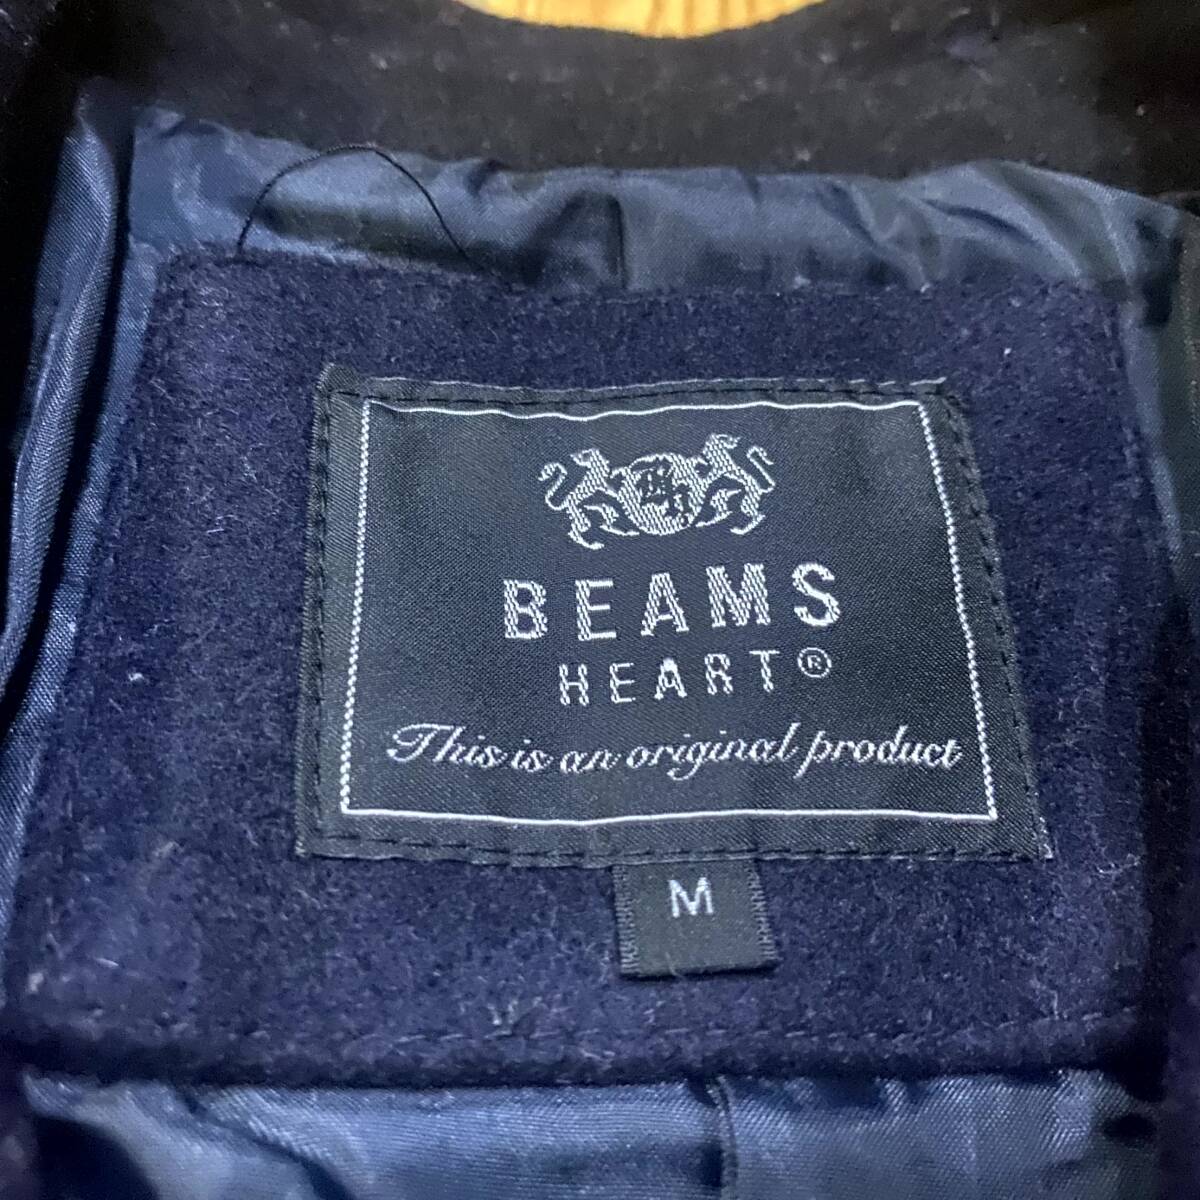 BEAMS
HEART®
This is an original product
M